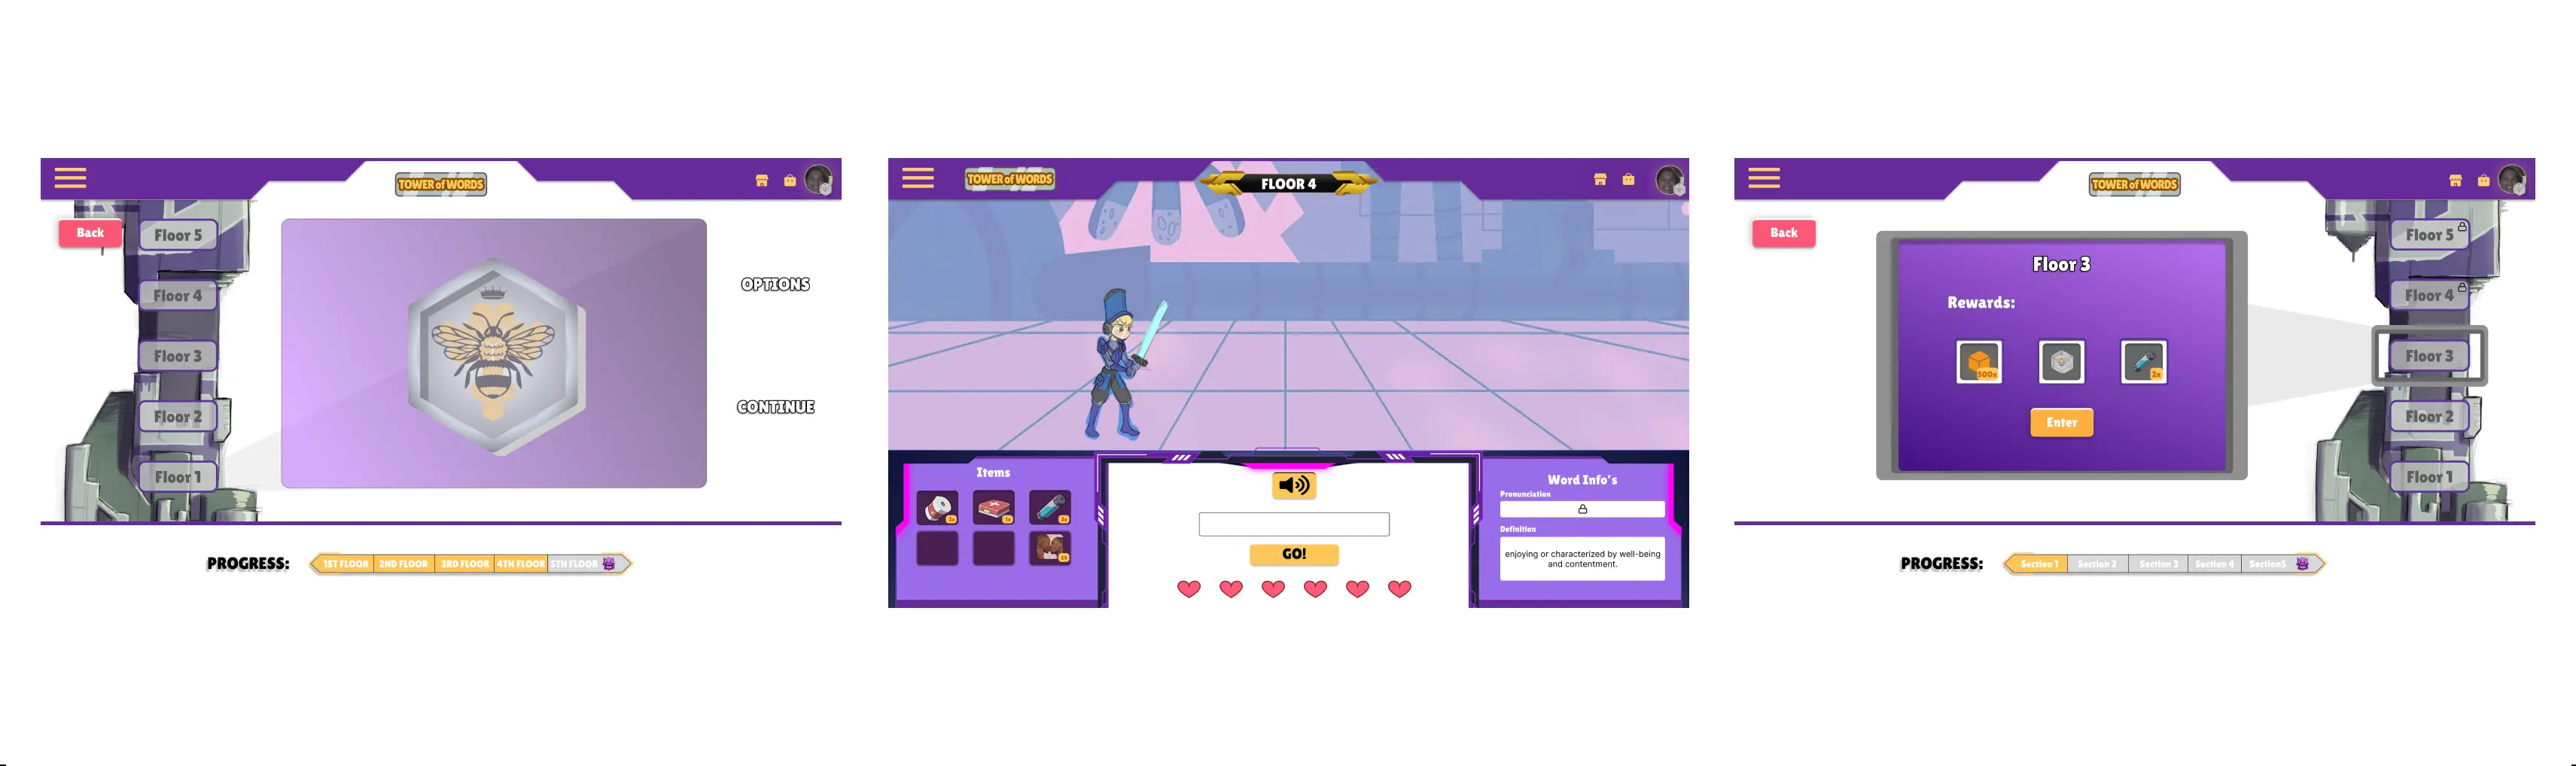 TOWER of WORDS
Back
Floor 5
Floor 4
Floor 3
Floor 2
Floor 1
OPTIONS
CONTINUE
PROGRESS:
1ST FLOOR
2ND FLOOR
3RD FLOOR
4TH FLOOR
5TH FLOOR
TOWER of WORDS
FLOOR 4
Items
GO!
Word Info's
Pronunciation
Definition
enjoying or characterized by well-being
and contentment.
TOWER of WORDS
Back
Floor 3
Rewards:
500x
2x
Enter
Floor 5
Floor 4
Floor 3
Floor 2
Floor 1
PROGRESS:
Section 1
Section 2
Section 3
Section 4
Section5